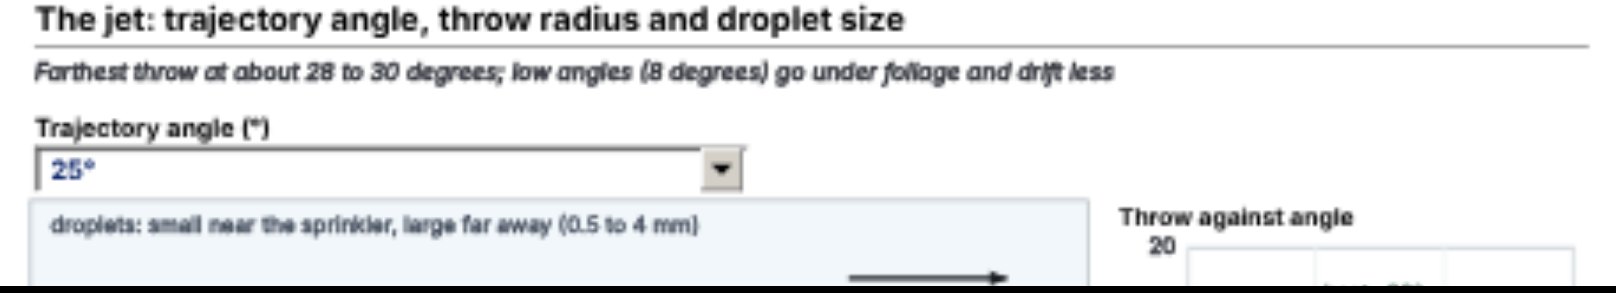 The jet: trajectory angle, throw radius and droplet size
Farthest throw at about 28 to 30 degrees; low angles (8 degrees) go under foliage and drift less
Trajectory angle (°)
25°
droplets: small near the sprinkler, large far away (0.5 to 4 mm)
Throw against angle
20